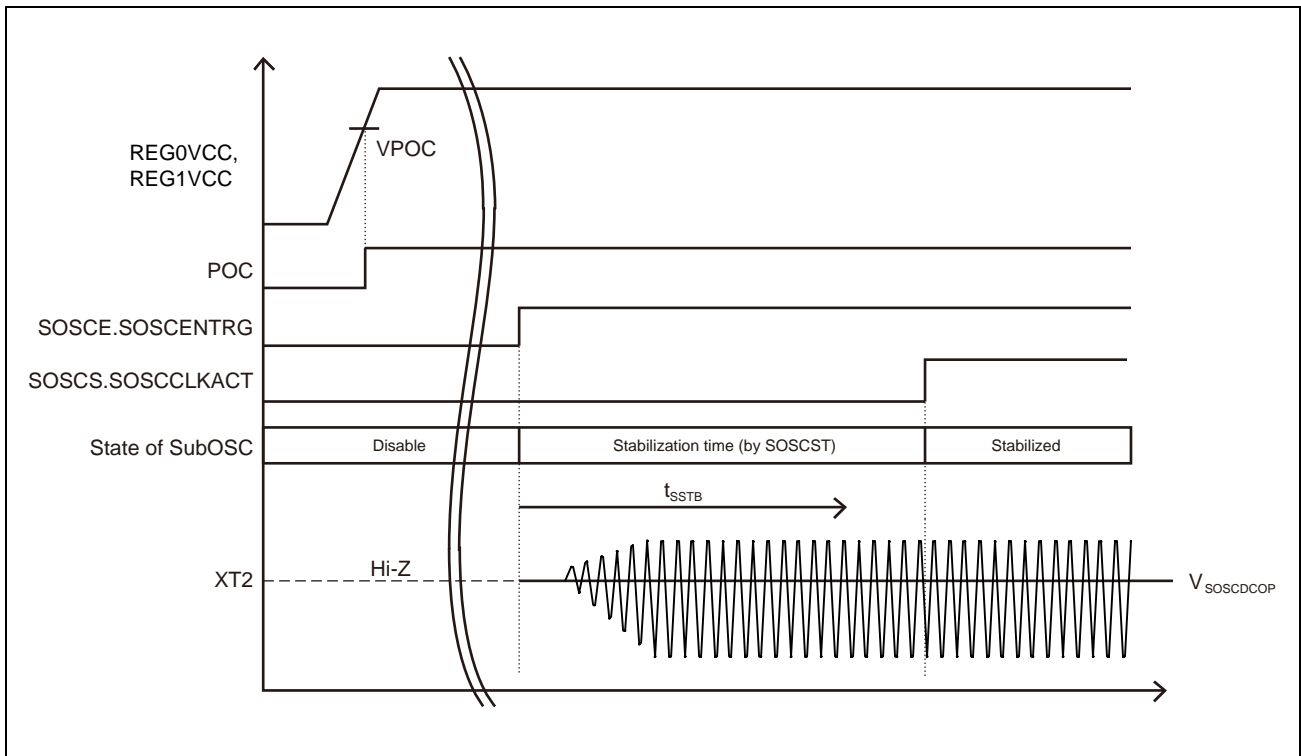 REG0VCC,
REG1VCC
VPOC
POC
SOSCE.SOSCENTRG
SOSCS.SOSCCLKACT
State of SubOSC
Disable
Stabilization time (by SOSCST)
Stabilized
tSSTB
XT2
Hi-Z
VSOSCDCOP